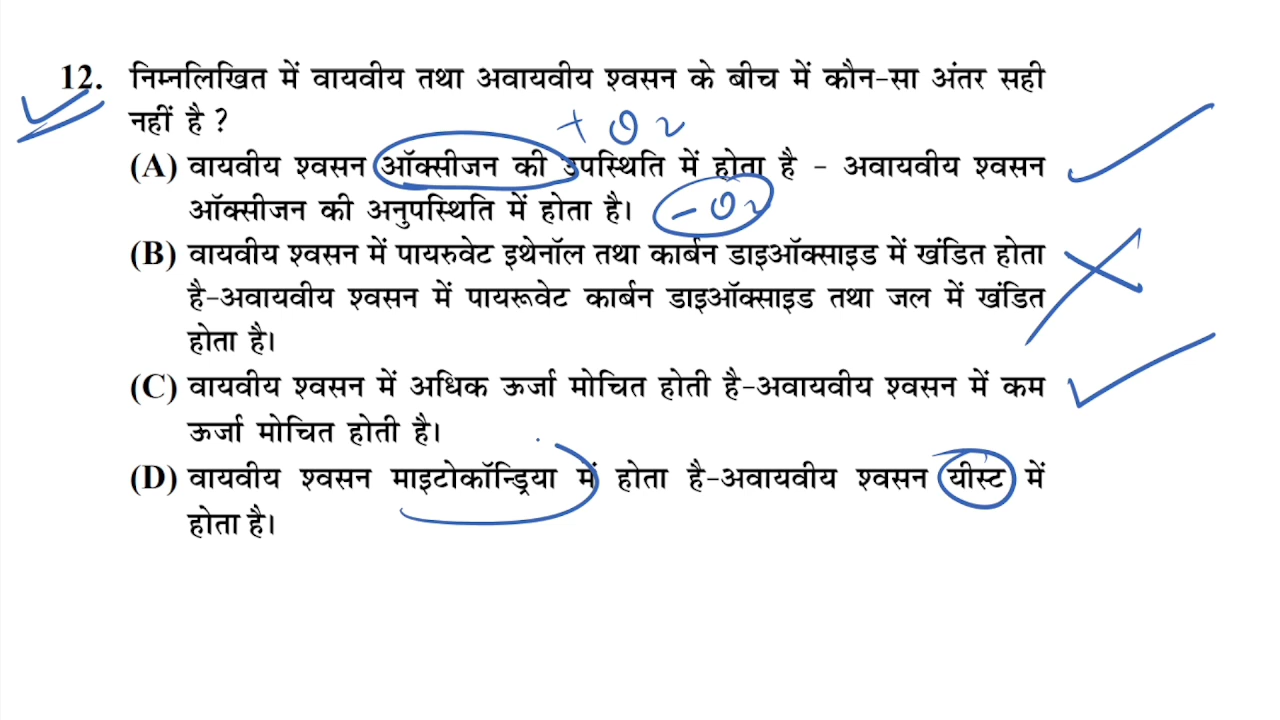 12. निम्नलिखित में वायवीय तथा अवायवीय श्वसन के बीच में कौन-सा अंतर सही
नहीं है ?
+ O₂
(A) वायवीय श्वसन ऑक्सीजन की उपस्थिति में होता है - अवायवीय श्वसन
ऑक्सीजन की अनुपस्थिति में होता है। - O₂
(B) वायवीय श्वसन में पायरुवेट इथेनॉल तथा कार्बन डाइऑक्साइड में खंडित होता
है-अवायवीय श्वसन में पायरूवेट कार्बन डाइऑक्साइड तथा जल में खंडित
होता है।
(C) वायवीय श्वसन में अधिक ऊर्जा मोचित होती है-अवायवीय श्वसन में कम
ऊर्जा मोचित होती है।
(D) वायवीय श्वसन माइटोकॉन्ड्रिया में होता है-अवायवीय श्वसन यीस्ट में
होता है।